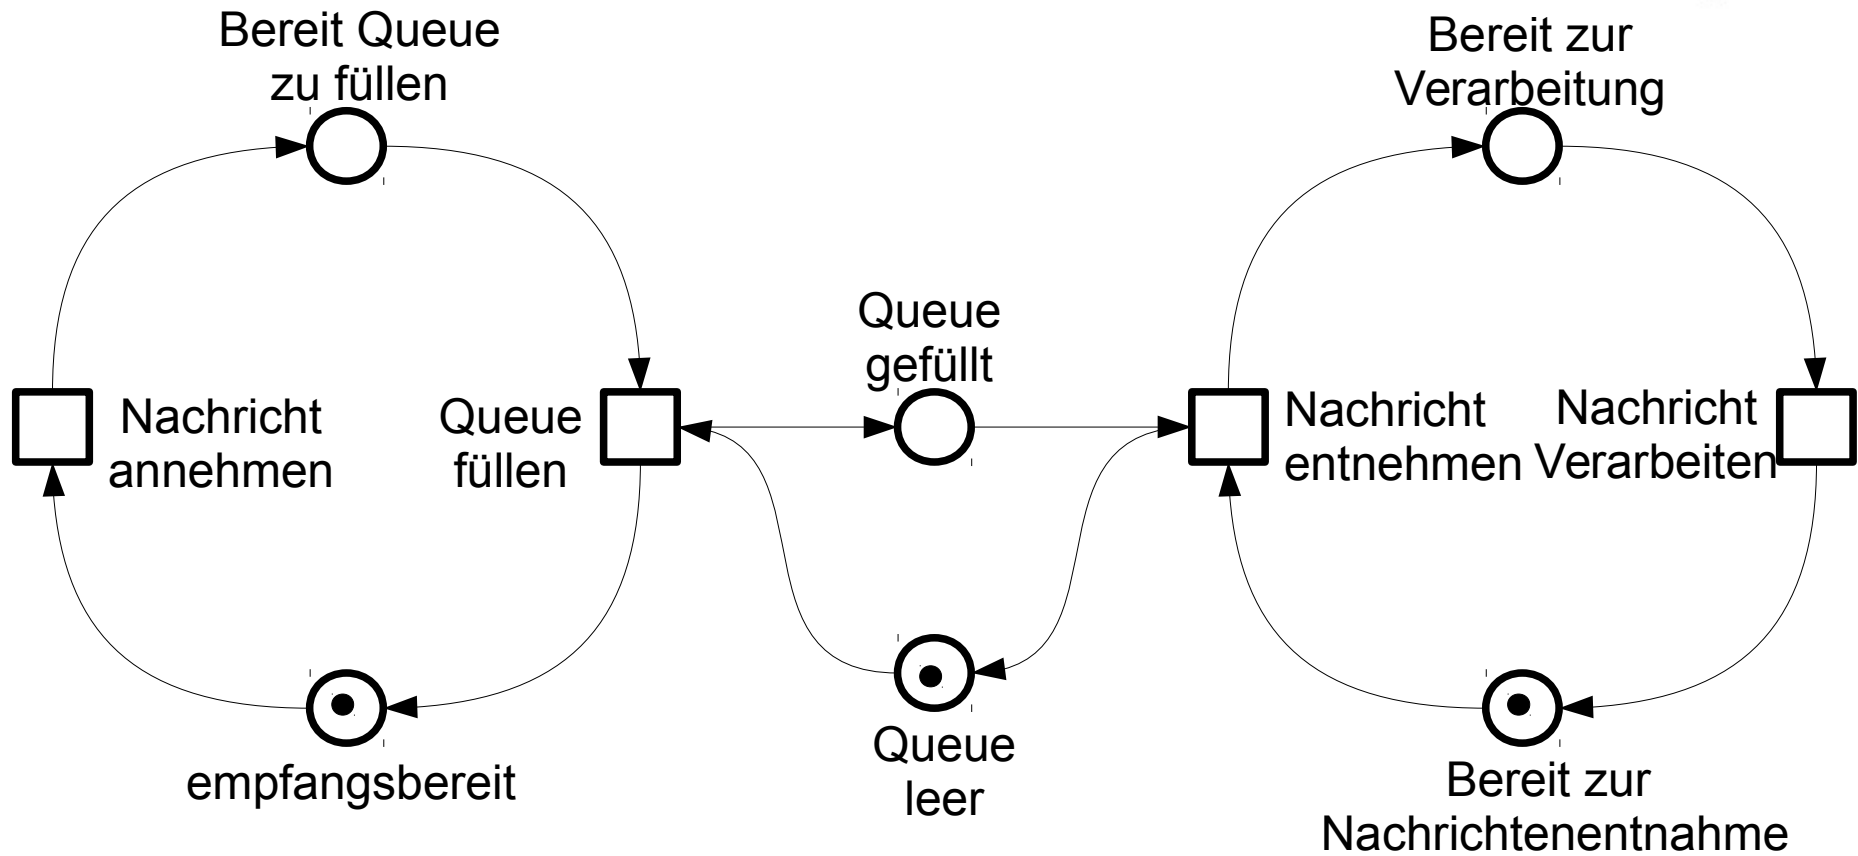 Bereit Queue
zu füllen
Bereit zur
Verarbeitung
Queue
gefüllt
Nachricht
annehmen
Queue
füllen
Nachricht
entnehmen
Nachricht
Verarbeiten
empfangsbereit
Queue
leer
Bereit zur
Nachrichtenentnahme